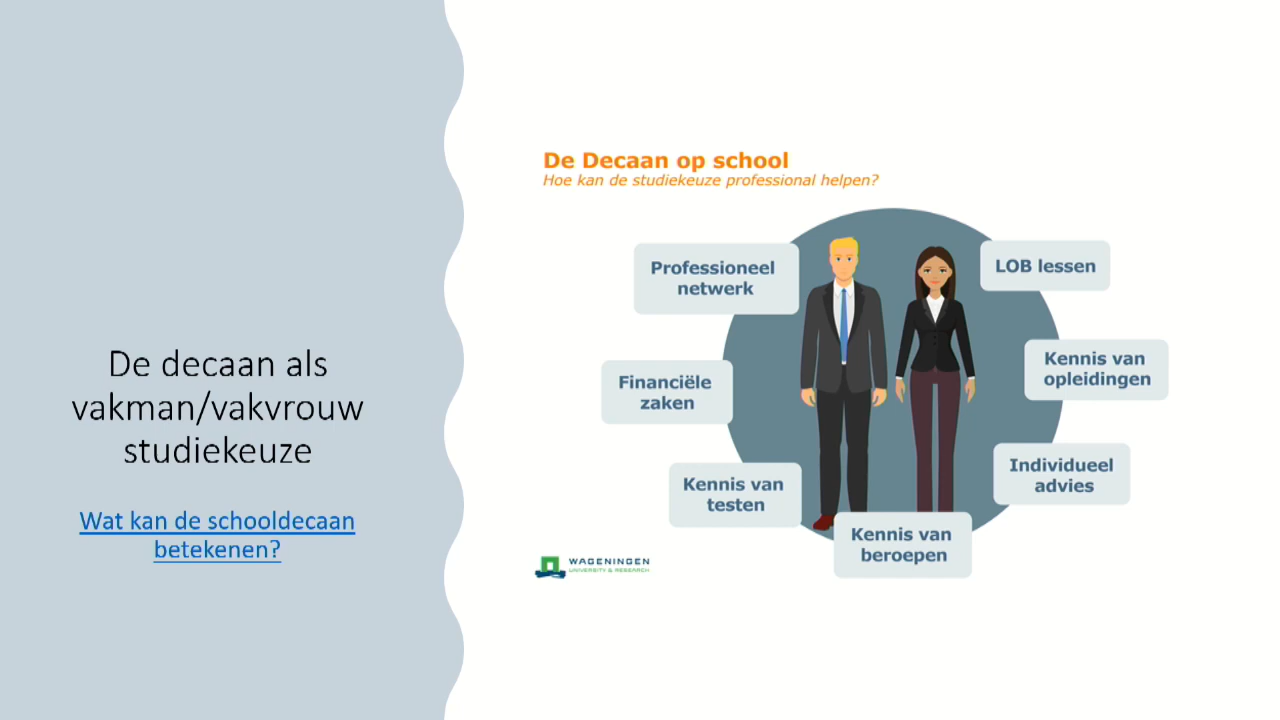 De decaan als
vakman/vakvrouw
studiekeuze
Wat kan de schooldecaan
betekenen?
De Decaan op school
Hoe kan de studiekeuze professional helpen?
Professioneel
netwerk
LOB lessen
Financiële
zaken
Kennis van
opleidingen
Kennis van
testen
Individueel
advies
Kennis van
beroepen
WAGENINGEN
UNIVERSITY & RESEARCH